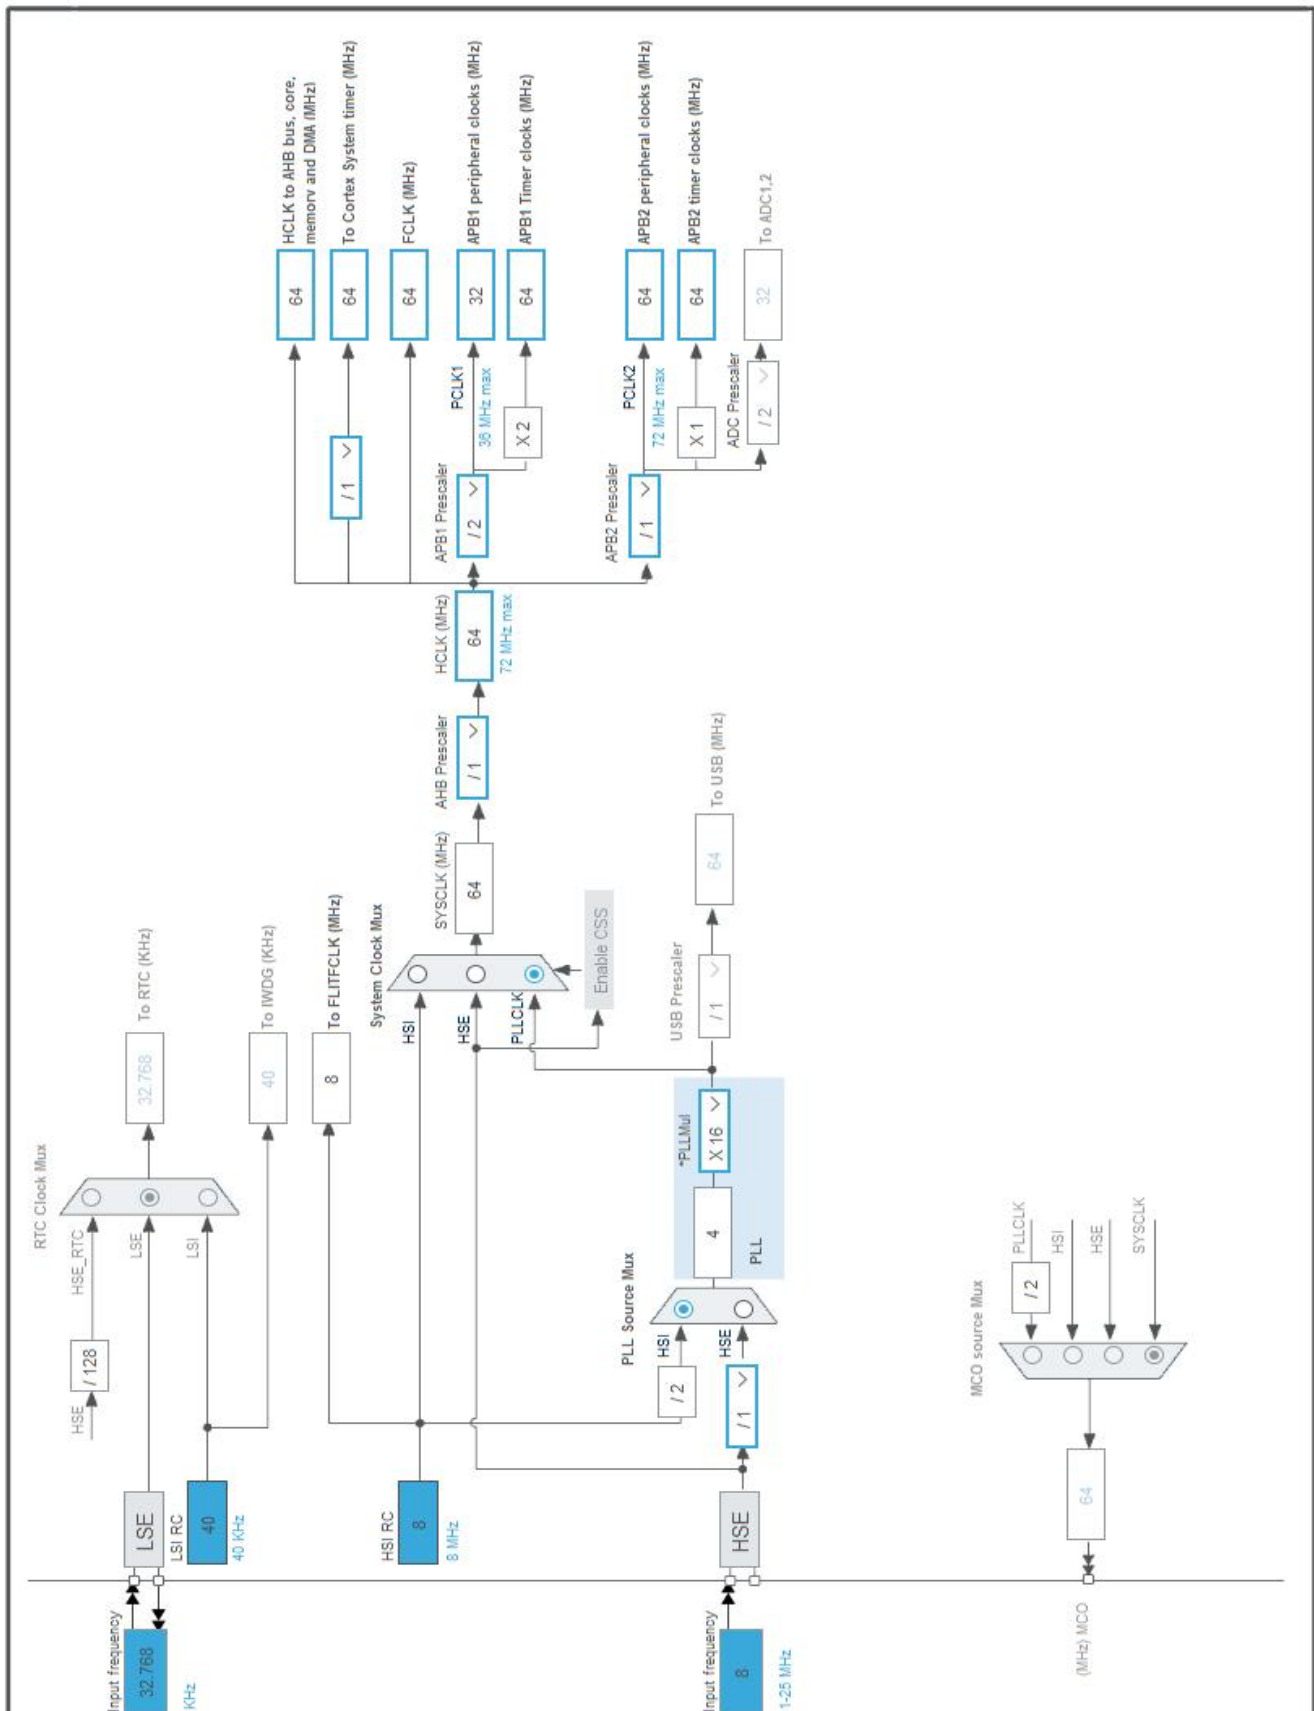 Input frequency
32.768
KHz
LSE
LSI RC
40
40 KHz
HSE
/ 128
HSE_RTC
LSE
LSI
RTC Clock Mux
32.768
To RTC (KHz)
40
To IWDG (KHz)
8
To FLITFCLK (MHz)
HSI RC
8
8 MHz
Input frequency
8
1-25 MHz
HSE
/ 1
/ 2
HSI
HSE
PLL Source Mux
4
*PLLMul
X 16
PLL
USB Prescaler
/ 1
64
To USB (MHz)
System Clock Mux
HSI
HSE
PLLCLK
Enable CSS
SYSCLK (MHz)
64
AHB Prescaler
/ 1
HCLK (MHz)
64
72 MHz max
/ 1
64
HCLK to AHB bus, core,
memory and DMA (MHz)
64
To Cortex System timer (MHz)
64
FCLK (MHz)
APB1 Prescaler
/ 2
PCLK1
36 MHz max
32
APB1 peripheral clocks (MHz)
X 2
64
APB1 Timer clocks (MHz)
APB2 Prescaler
/ 1
PCLK2
72 MHz max
64
APB2 peripheral clocks (MHz)
X 1
64
APB2 timer clocks (MHz)
ADC Prescaler
/ 2
32
To ADC1,2
MCO source Mux
/ 2
PLLCLK
HSI
HSE
SYSCLK
64
(MHz) MCO